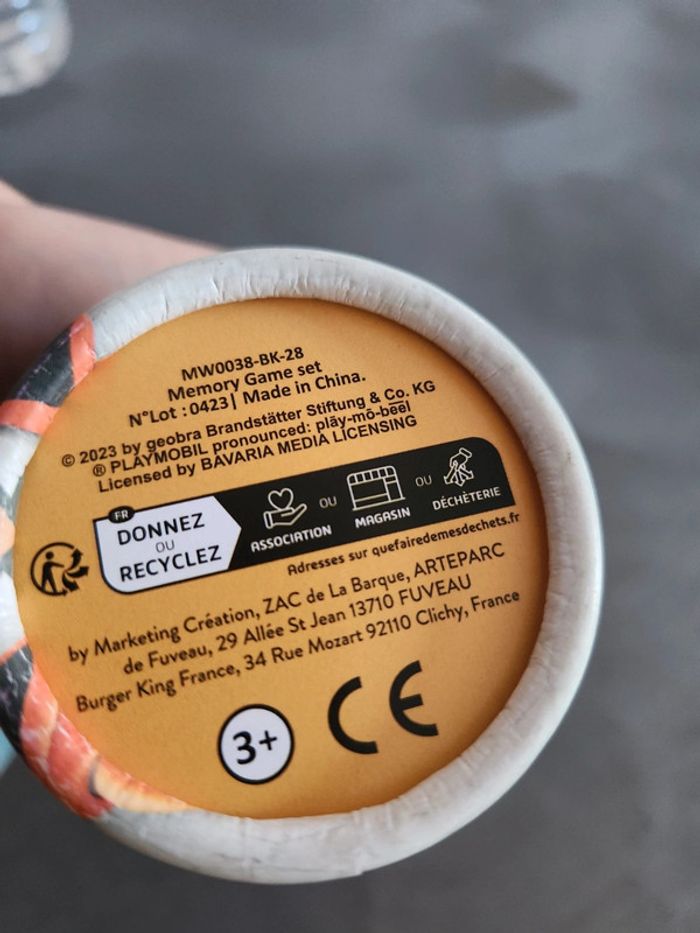 MW0038-BK-28
Memory Game set
N°Lot : 0423| Made in China.
© 2023 by geobra Brandstätter Stiftung & Co. KG
® PLAYMOBIL pronounced: plāy-mō-bēēl
Licensed by BAVARIA MEDIA LICENSING
FR
DONNEZ
OU
RECYCLEZ
ASSOCIATION
OU
MAGASIN
OU
DÉCHÈTERIE
Adresses sur quefairedemesdechets.fr
by Marketing Création, ZAC de La Barque, ARTEPARC
de Fuveau, 29 Allée St Jean 13710 FUVEAU
Burger King France, 34 Rue Mozart 92110 Clichy, France
3+
CE